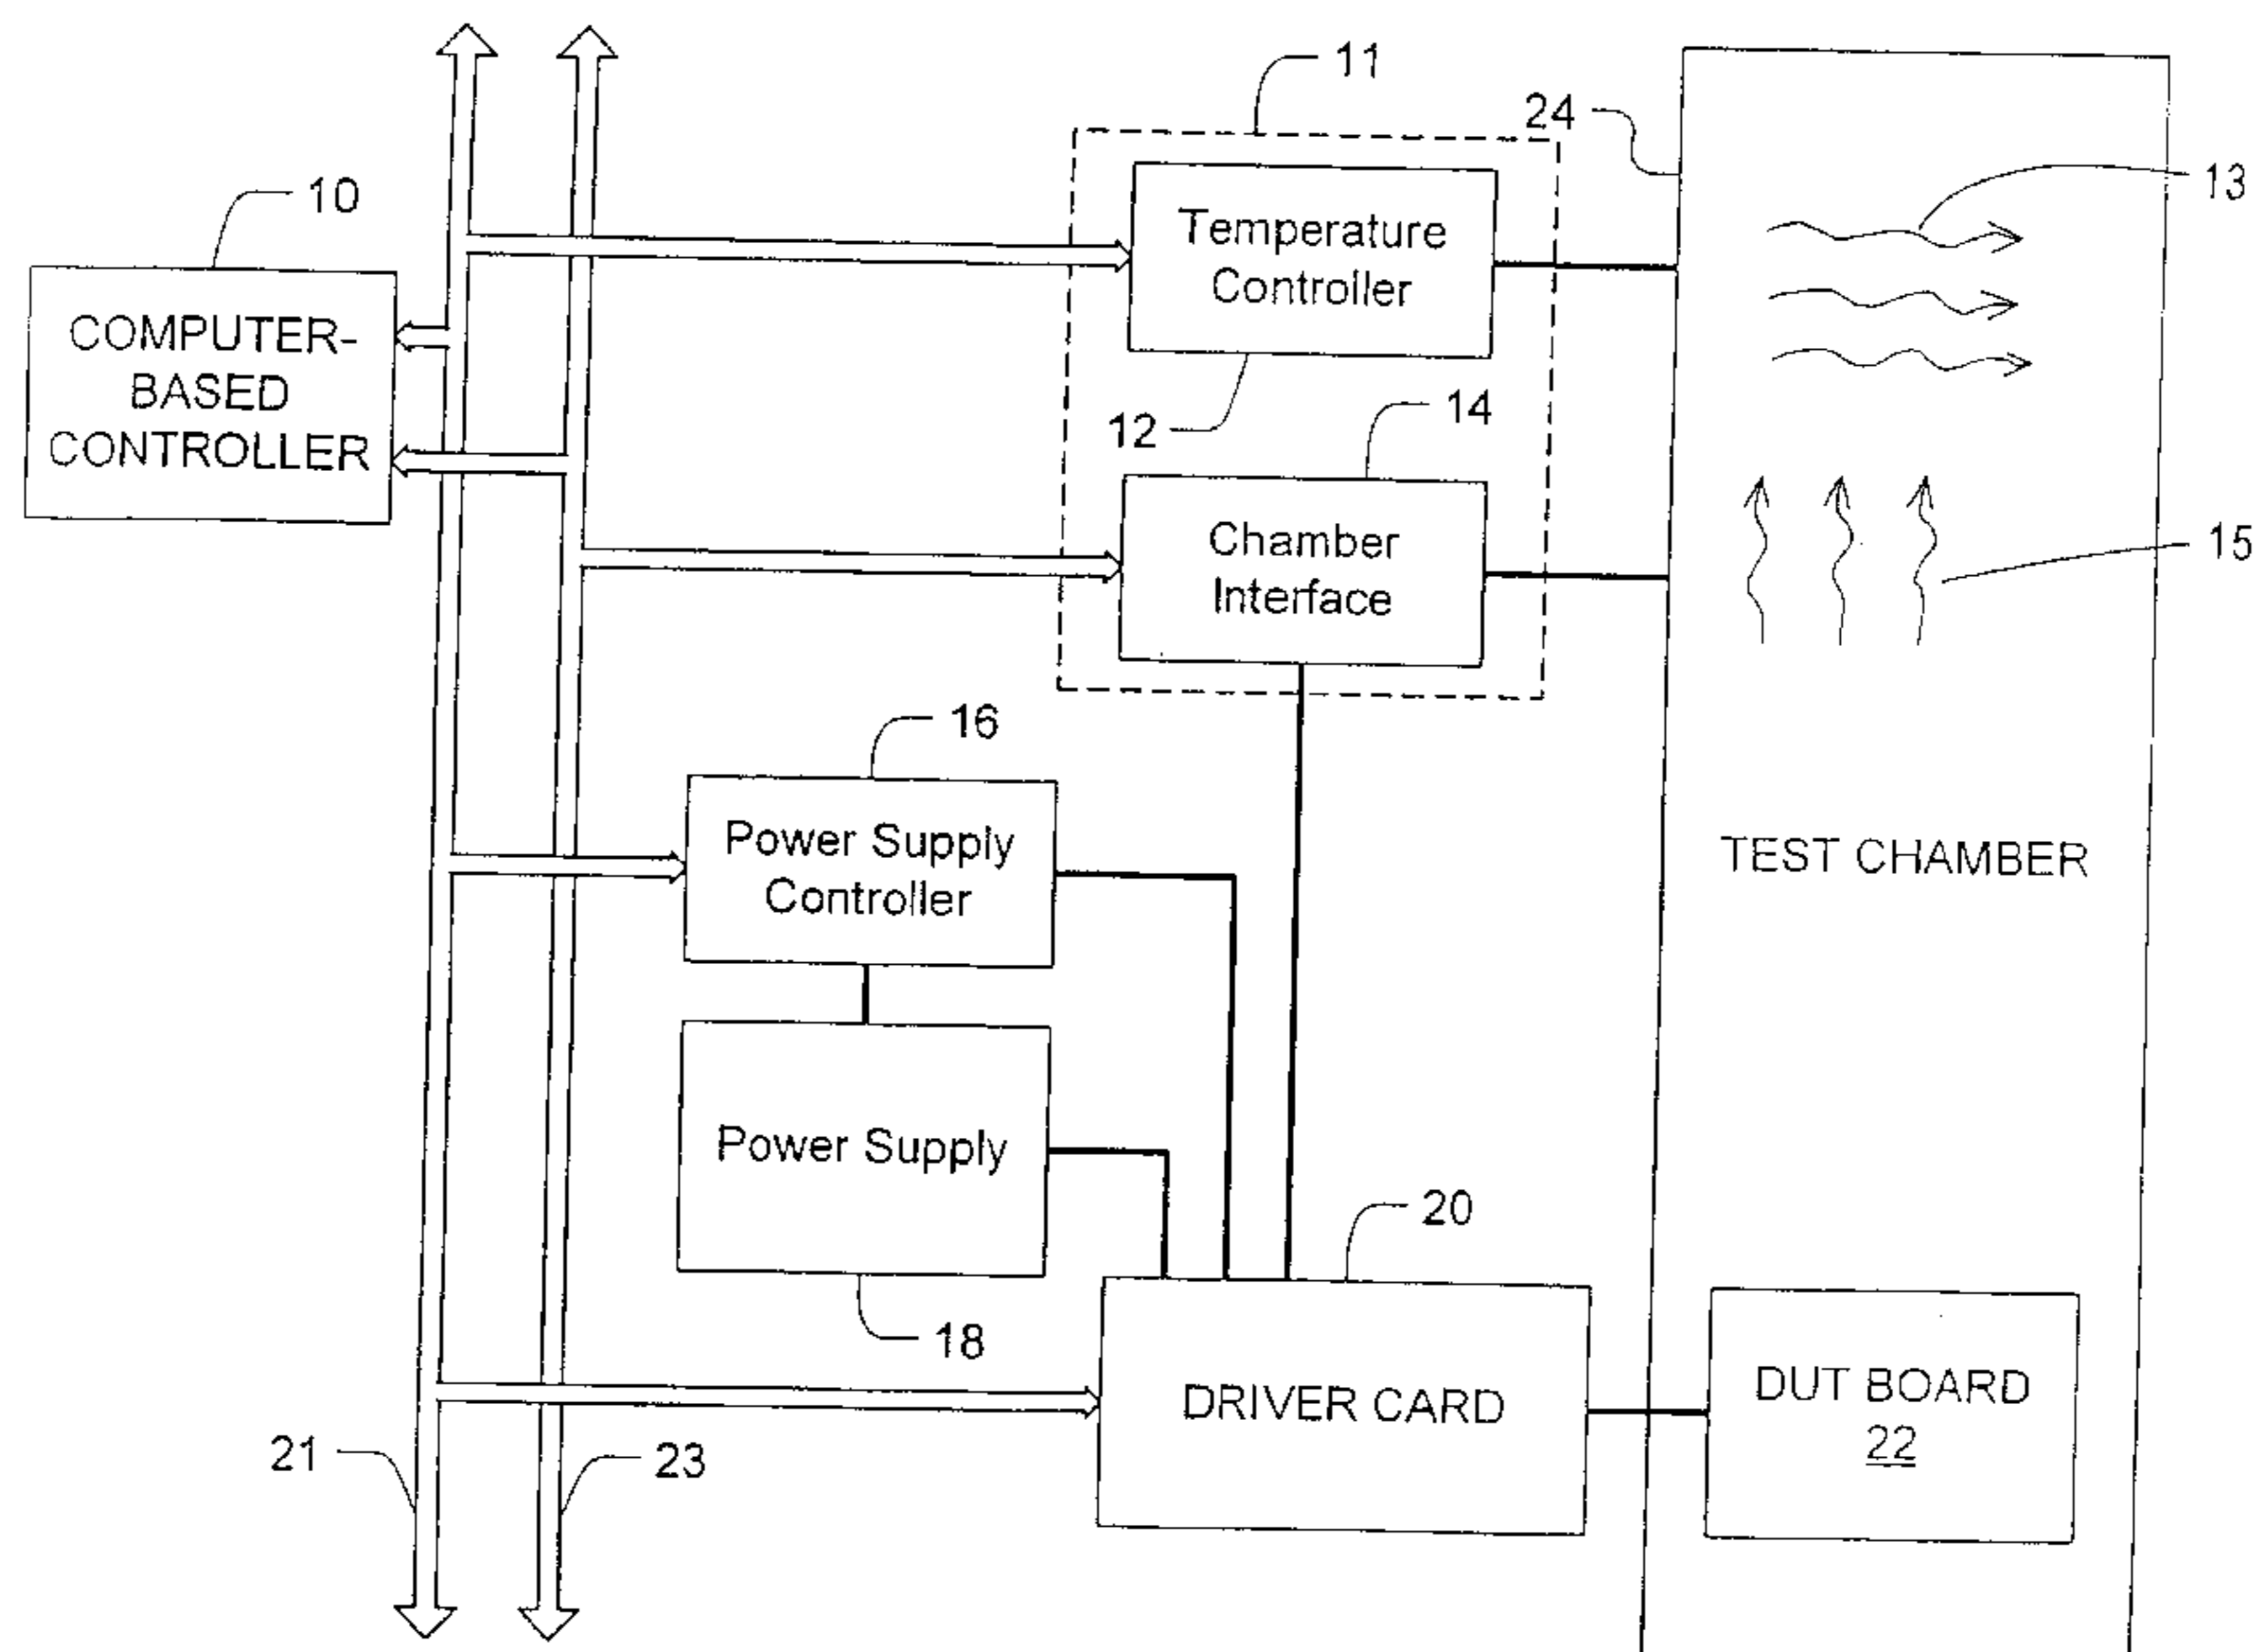 11
24
10
13
Temperature
Controller
COMPUTER-
BASED
CONTROLLER
12
14
Chamber
Interface
15
16
Power Supply
Controller
TEST CHAMBER
Power Supply
20
18
DRIVER CARD
DUT BOARD
22
21
23